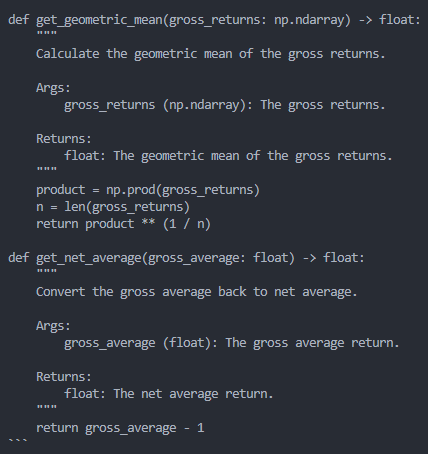 def get_geometric_mean(gross_returns: np.ndarray) -> float:
    """
    Calculate the geometric mean of the gross returns.

    Args:
        gross_returns (np.ndarray): The gross returns.

    Returns:
        float: The geometric mean of the gross returns.
    """
    product = np.prod(gross_returns)
    n = len(gross_returns)
    return product ** (1 / n)

def get_net_average(gross_average: float) -> float:
    """
    Convert the gross average back to net average.

    Args:
        gross_average (float): The gross average return.

    Returns:
        float: The net average return.
    """
    return gross_average - 1
```